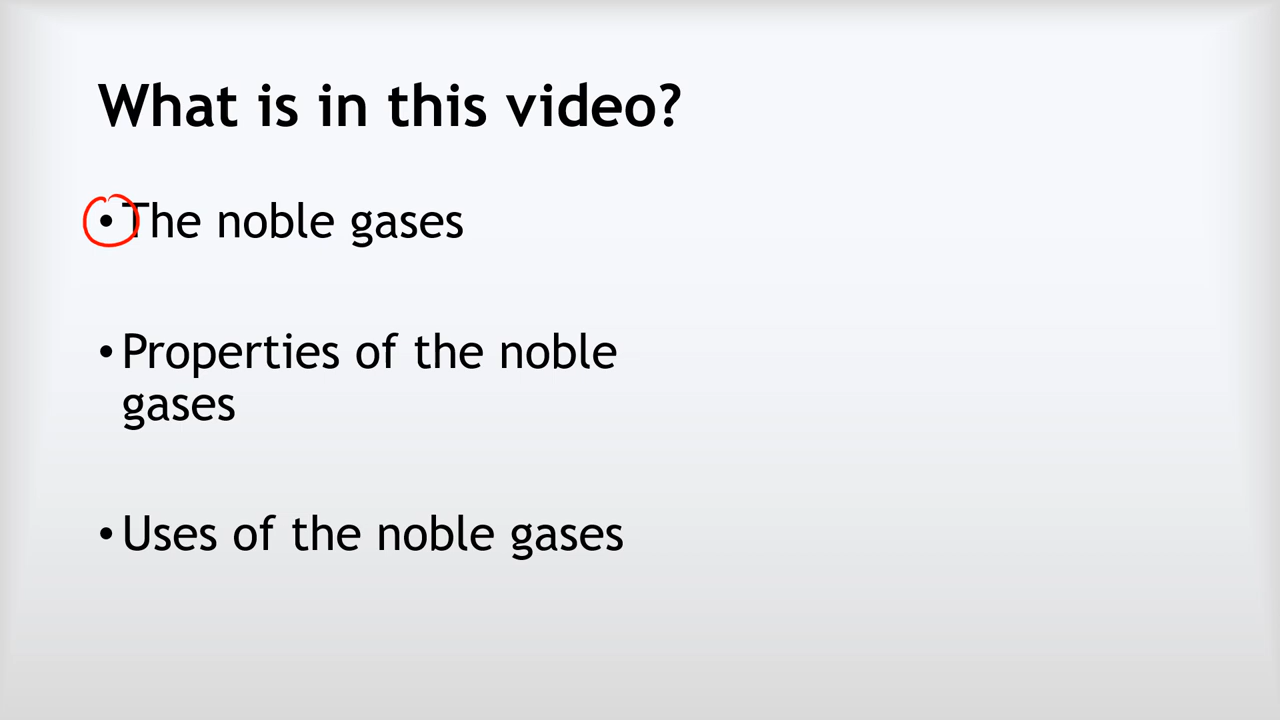 What is in this video?
• The noble gases
• Properties of the noble
gases
• Uses of the noble gases